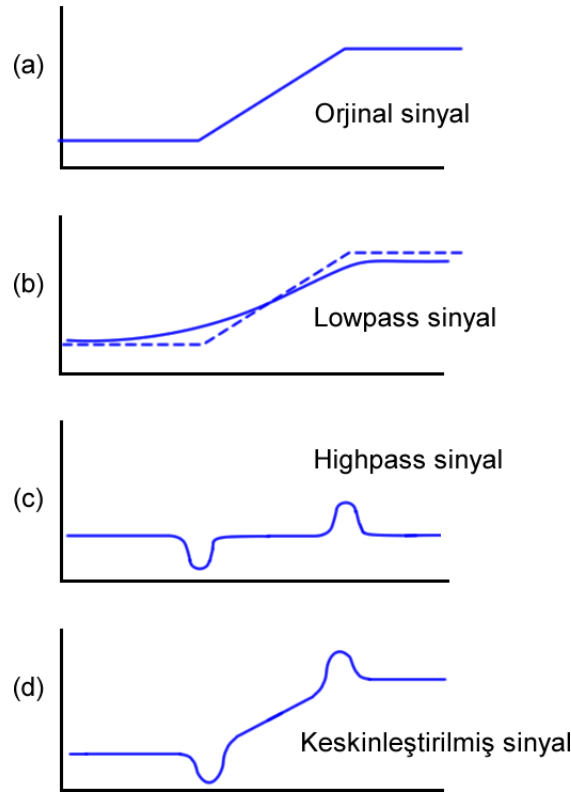 (a)
Orjinal sinyal
(b)
Lowpass sinyal
Highpass sinyal
(c)
(d)
Keskinleştirilmiş sinyal